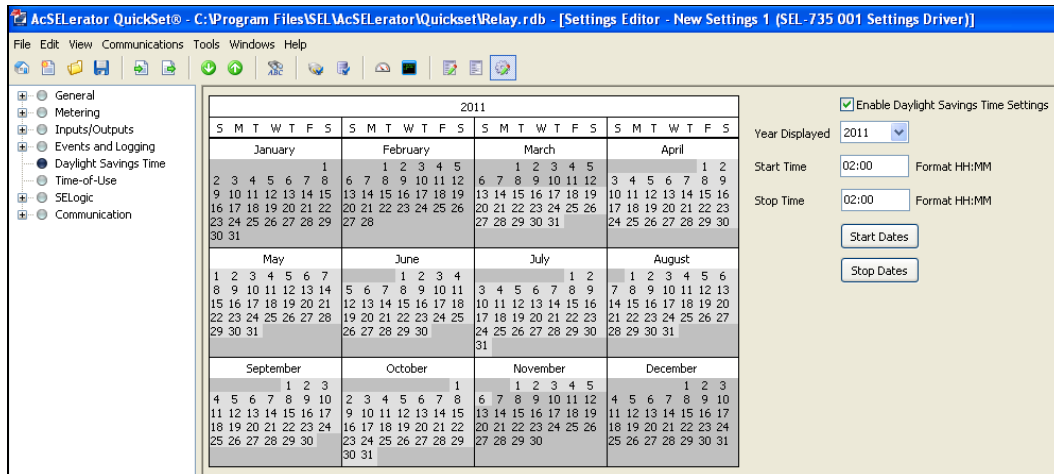 AcSELerator QuickSet® - C:\Program Files\SEL\AcSELerator\Quickset\Relay.rdb - [Settings Editor - New Settings 1 (SEL-735 001 Settings Driver)]
File Edit View Communications Tools Windows Help
General
Metering
Inputs/Outputs
Events and Logging
Daylight Savings Time
Time-of-Use
SELogic
Communication
2011
S M T W T F S S M T W T F S S M T W T F S S M T W T F S
January February March April
1 1 2 3 4 5 1 2 3 4 5 1 2
2 3 4 5 6 7 8 6 7 8 9 10 11 12 6 7 8 9 10 11 12 3 4 5 6 7 8 9
9 10 11 12 13 14 15 13 14 15 16 17 18 19 13 14 15 16 17 18 19 10 11 12 13 14 15 16
16 17 18 19 20 21 22 20 21 22 23 24 25 26 20 21 22 23 24 25 26 17 18 19 20 21 22 23
23 24 25 26 27 28 29 27 28 27 28 29 30 31 24 25 26 27 28 29 30
30 31
May June July August
1 2 3 4 5 6 7 1 2 3 4 1 2 1 2 3 4 5 6
8 9 10 11 12 13 14 5 6 7 8 9 10 11 3 4 5 6 7 8 9 7 8 9 10 11 12 13
15 16 17 18 19 20 21 12 13 14 15 16 17 18 10 11 12 13 14 15 16 14 15 16 17 18 19 20
22 23 24 25 26 27 28 19 20 21 22 23 24 25 17 18 19 20 21 22 23 21 22 23 24 25 26 27
29 30 31 26 27 28 29 30 24 25 26 27 28 29 30 28 29 30 31
31
September October November December
1 2 3 1 1 2 3 4 5 1 2 3
4 5 6 7 8 9 10 2 3 4 5 6 7 8 6 7 8 9 10 11 12 4 5 6 7 8 9 10
11 12 13 14 15 16 17 9 10 11 12 13 14 15 13 14 15 16 17 18 19 11 12 13 14 15 16 17
18 19 20 21 22 23 24 16 17 18 19 20 21 22 20 21 22 23 24 25 26 18 19 20 21 22 23 24
25 26 27 28 29 30 23 24 25 26 27 28 29 27 28 29 30 25 26 27 28 29 30 31
30 31
Enable Daylight Savings Time Settings
Year Displayed 2011
Start Time 02:00 Format HH:MM
Stop Time 02:00 Format HH:MM
Start Dates
Stop Dates